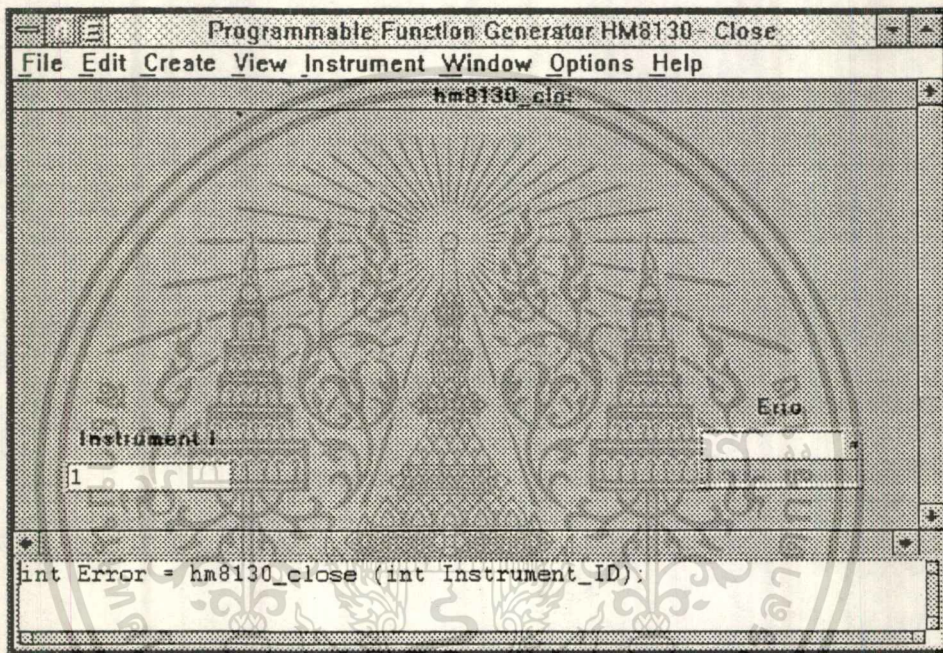 Programmable Function Generator HM8130 - Close
File Edit Create View Instrument Window Options Help
hm8130_clo
Erro
Instrument I
1
int Error = hm8130_close (int Instrument_ID);